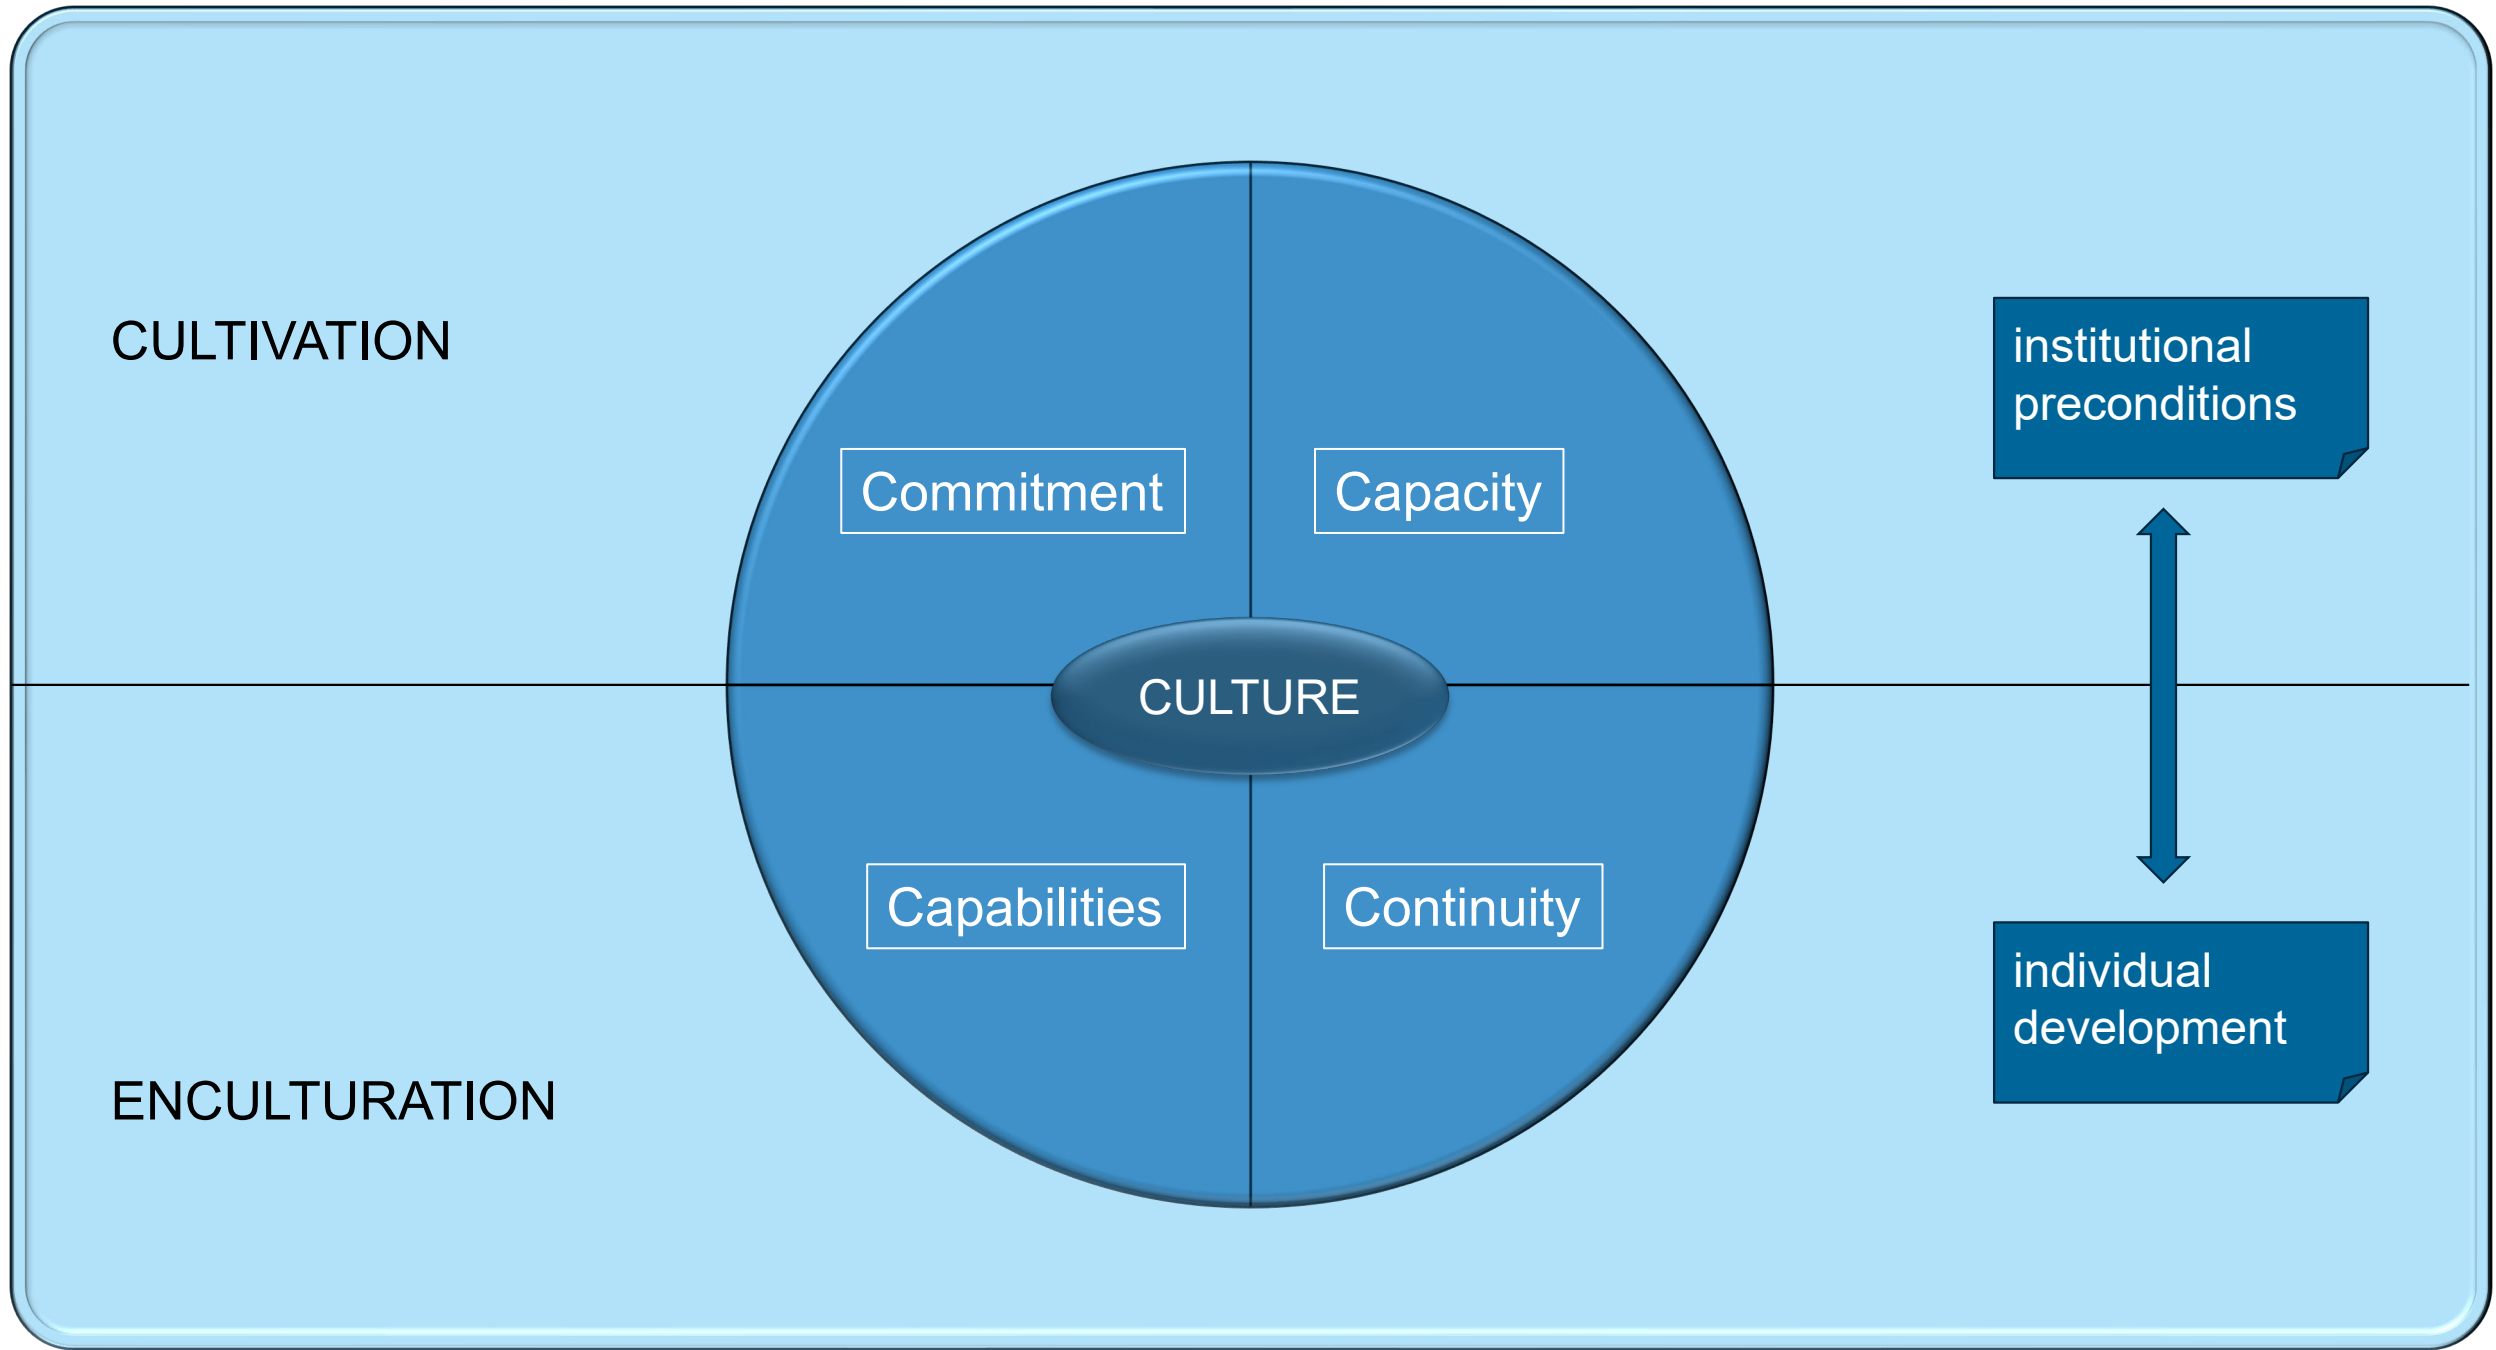 CULTIVATION
institutional
preconditions
Commitment
Capacity
CULTURE
Capabilities
Continuity
individual
development
ENCULTURATION